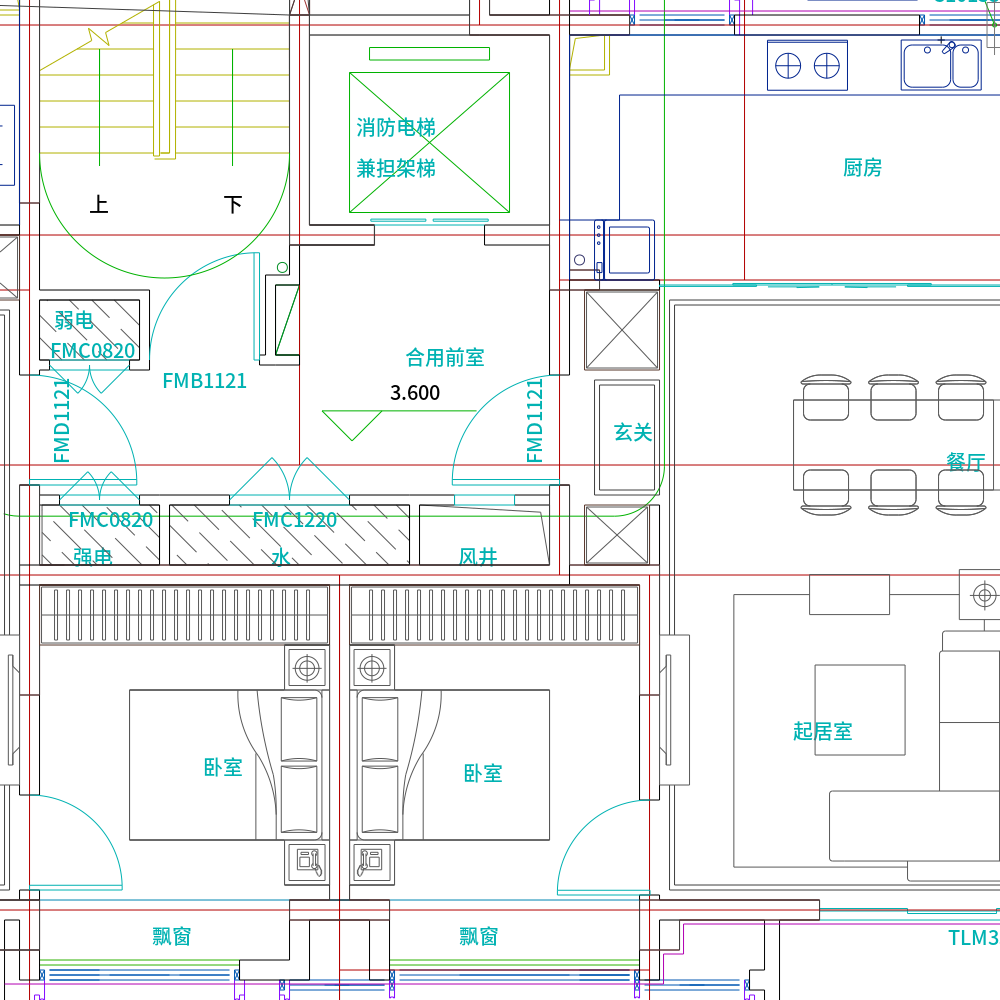 消防电梯
兼担架梯
厨房
上
下
弱电
FMC0820
FMB1121
合用前室
3.600
FMD1121
FMD1121
玄关
餐厅
FMC0820
强电
FMC1220
水
风井
卧室
卧室
起居室
飘窗
飘窗
TLM3